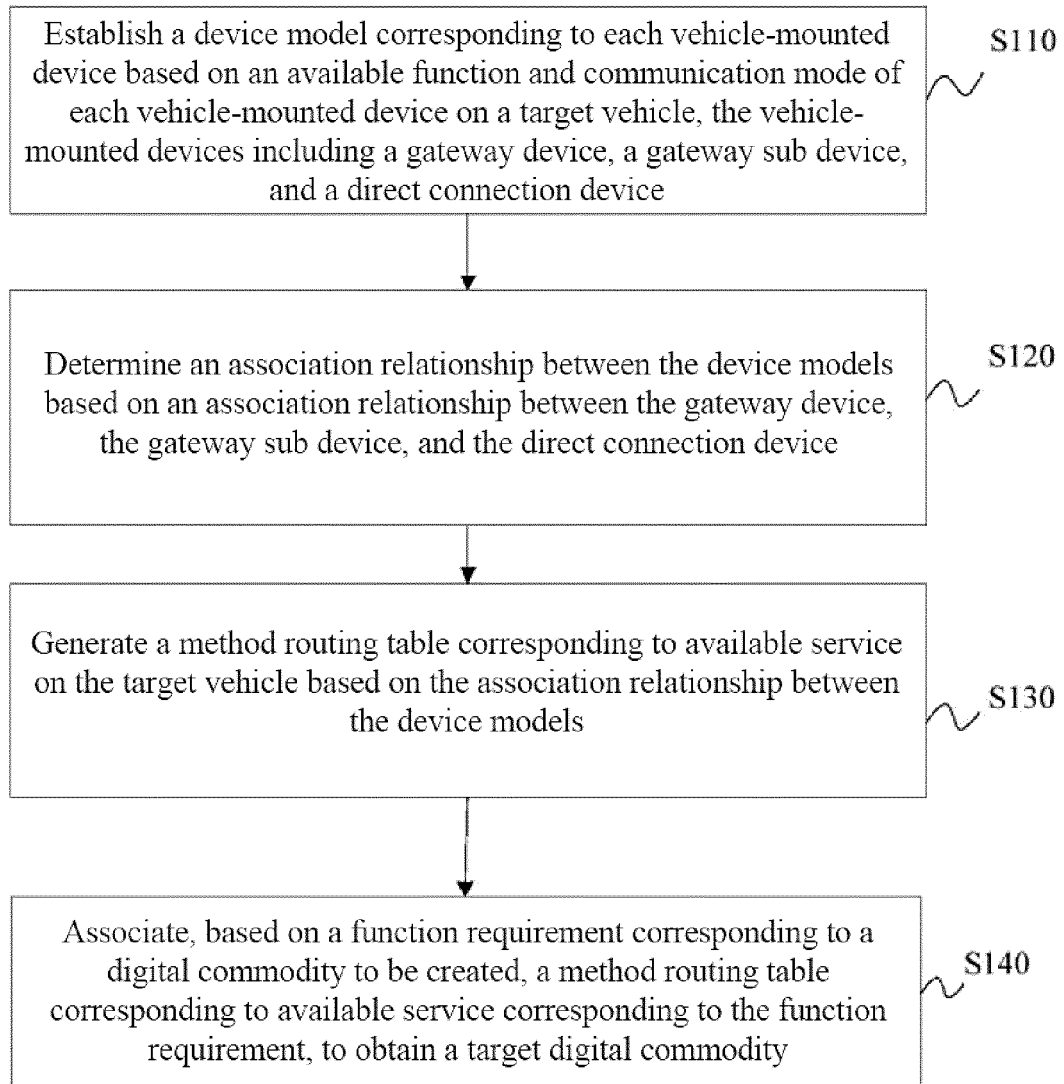 Establish a device model corresponding to each vehicle-mounted
device based on an available function and communication mode of
each vehicle-mounted device on a target vehicle, the vehicle-
mounted devices including a gateway device, a gateway sub device,
and a direct connection device
S110
Determine an association relationship between the device models
based on an association relationship between the gateway device,
the gateway sub device, and the direct connection device
S120
Generate a method routing table corresponding to available service
on the target vehicle based on the association relationship between
the device models
S130
Associate, based on a function requirement corresponding to a
digital commodity to be created, a method routing table
corresponding to available service corresponding to the function
requirement, to obtain a target digital commodity
S140